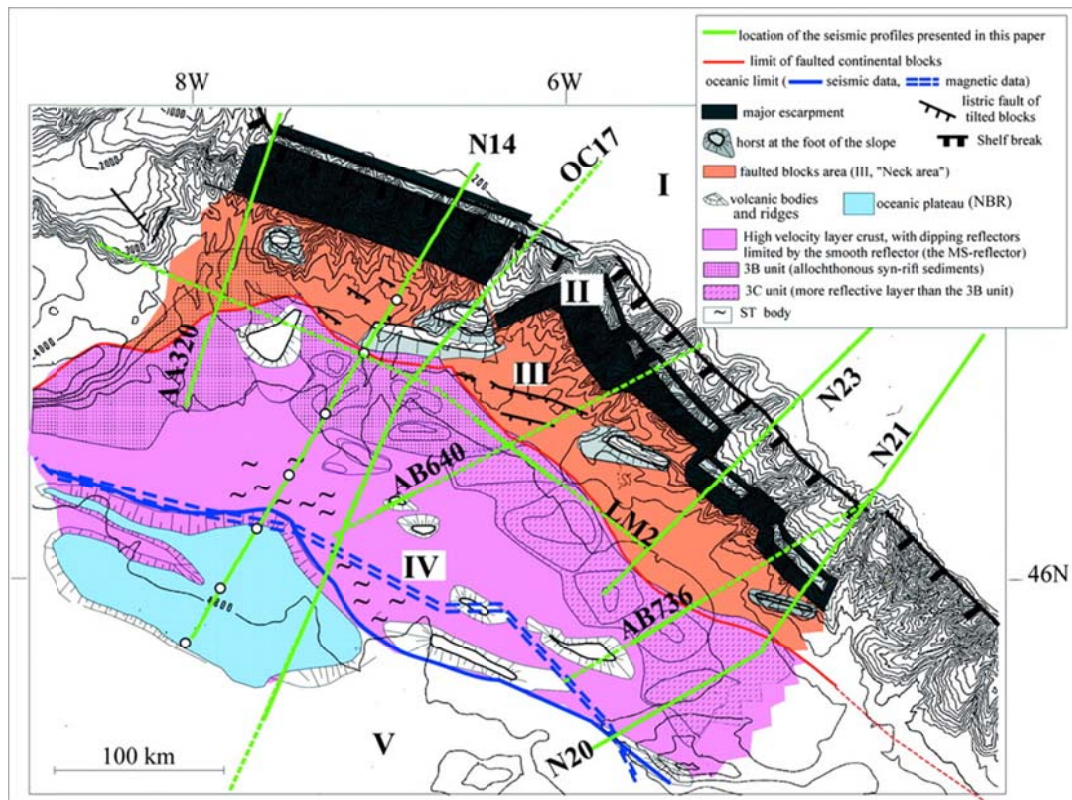 location of the seismic profiles presented in this paper
limit of faulted continental blocks
oceanic limit ( seismic data, magnetic data)
major escarpment
listric fault of
tilted blocks
horst at the foot of the slope
Shelf break
faulted blocks area (III, "Neck area")
volcanic bodies
and ridges
oceanic plateau (NBR)
High velocity layer crust, with dipping reflectors
limited by the smooth reflector (the MS-reflector)
3B unit (allochthonous syn-rift sediments)
3C unit (more reflective layer than the 3B unit)
~ ST body
8W
6W
N14
OC17
I
II
III
IV
V
AA320
AB640
LM2
AB736
N23
N21
N20
46N
100 km
200
4000